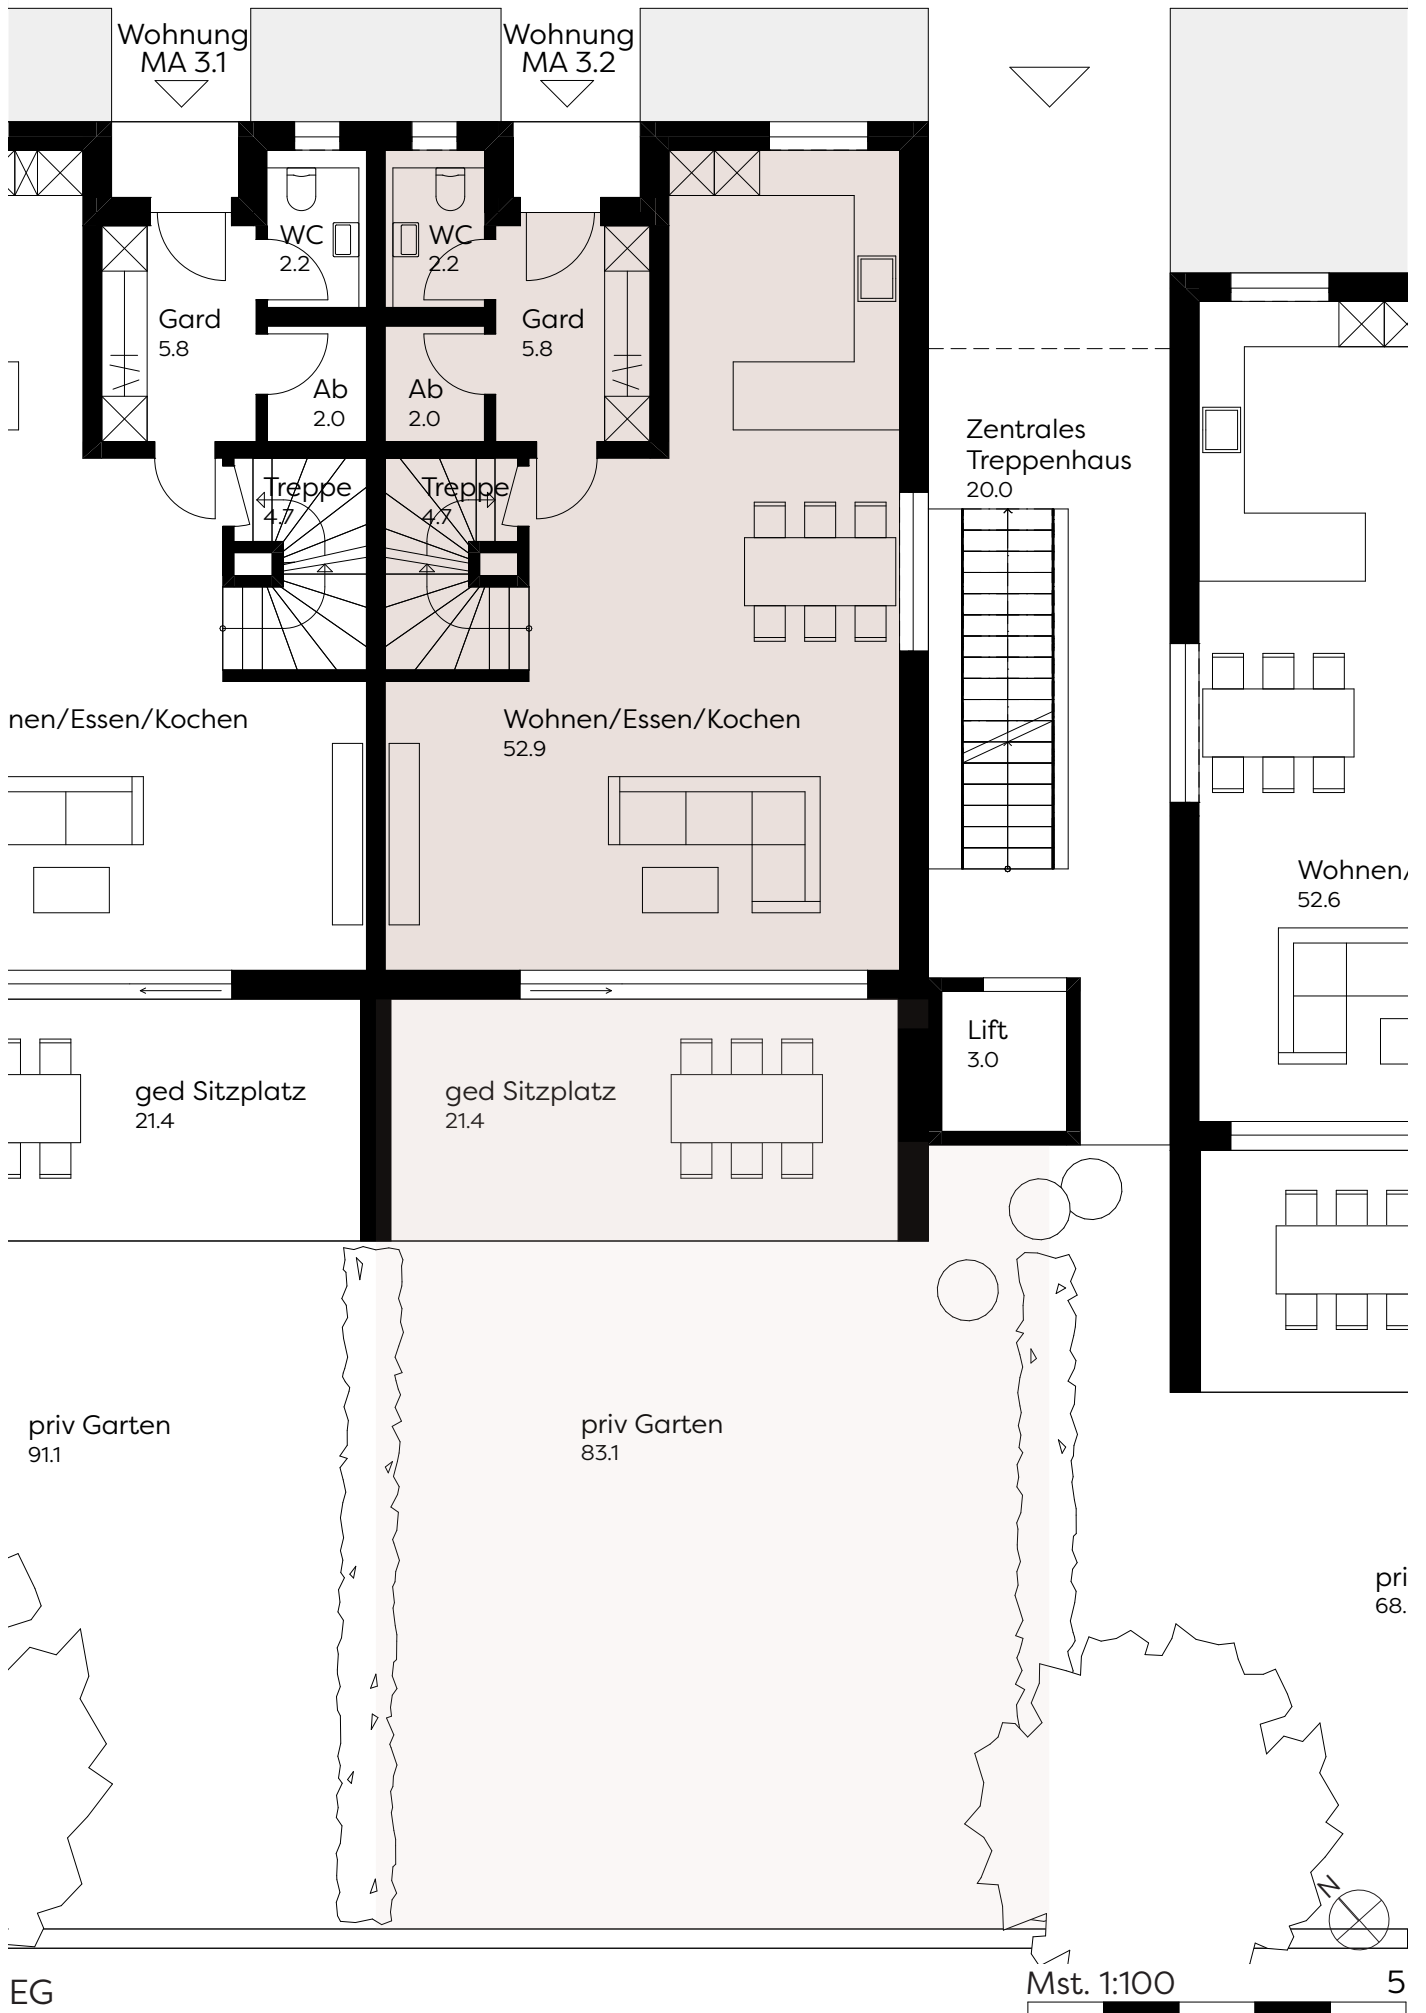 Wohnung
MA 3.1
Wohnung
MA 3.2
WC
2.2
WC
2.2
Gard
5.8
Gard
5.8
Ab
2.0
Ab
2.0
Zentrales
Treppenhaus
20.0
Treppe
4.7
Treppe
4.7
nen/Essen/Kochen
Wohnen/Essen/Kochen
52.9
Wohnen/
52.6
Lift
3.0
ged Sitzplatz
21.4
ged Sitzplatz
21.4
priv Garten
91.1
priv Garten
83.1
pri
68.
N
EG
Mst. 1:100
5